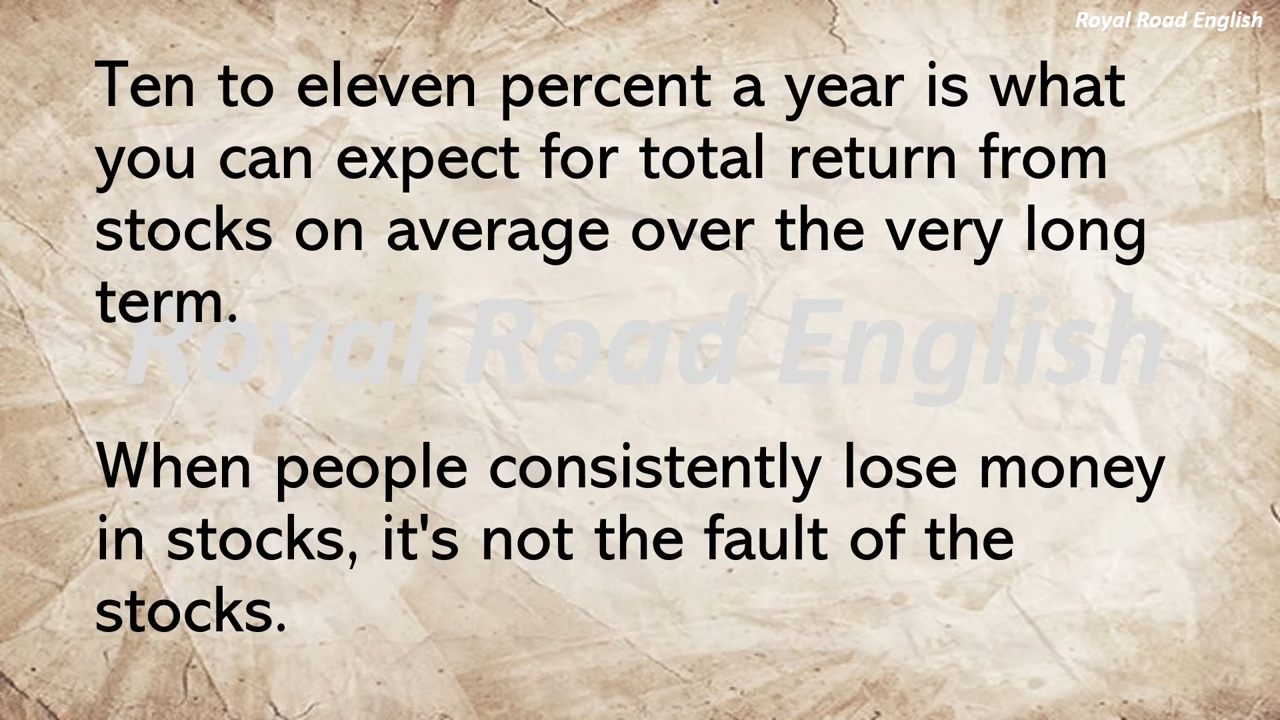 Royal Road English
Ten to eleven percent a year is what
you can expect for total return from
stocks on average over the very long
term.
Royal Road English
When people consistently lose money
in stocks, it's not the fault of the
stocks.